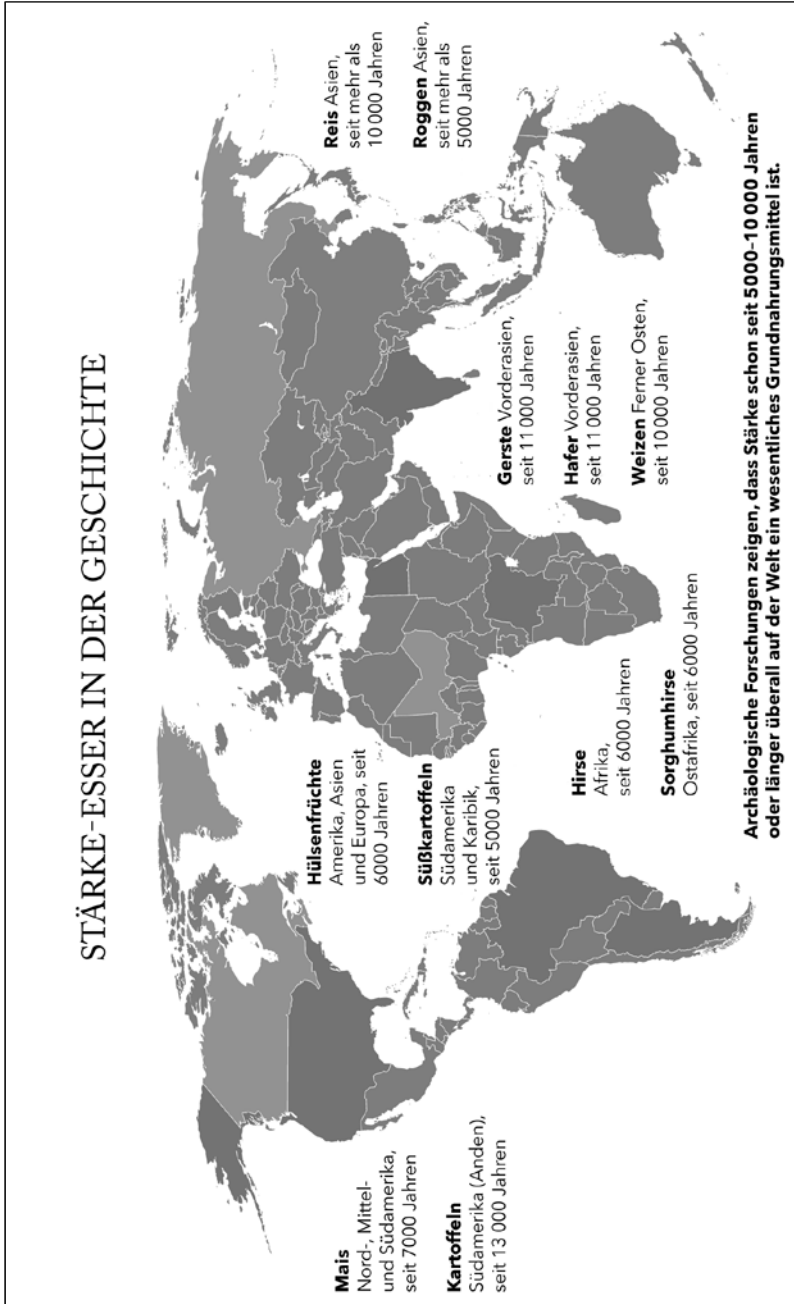 STÄRKE-ESSER IN DER GESCHICHTE
Mais
Nord-, Mittel-
und Südamerika,
seit 7000 Jahren
Kartoffeln
Südamerika (Anden),
seit 13 000 Jahren
Hülsenfrüchte
Amerika, Asien
und Europa, seit
6000 Jahren
Süßkartoffeln
Südamerika
und Karibik,
seit 5000 Jahren
Hirse
Afrika,
seit 6000 Jahren
Sorghumhirse
Ostafrika, seit 6000 Jahren
Gerste Vorderasien,
seit 11 000 Jahren
Hafer Vorderasien,
seit 11 000 Jahren
Weizen Ferner Osten,
seit 10 000 Jahren
Reis Asien,
seit mehr als
10 000 Jahren
Roggen Asien,
seit mehr als
5000 Jahren
Archäologische Forschungen zeigen, dass Stärke schon seit 5000–10 000 Jahren
oder länger überall auf der Welt ein wesentliches Grundnahrungsmittel ist.